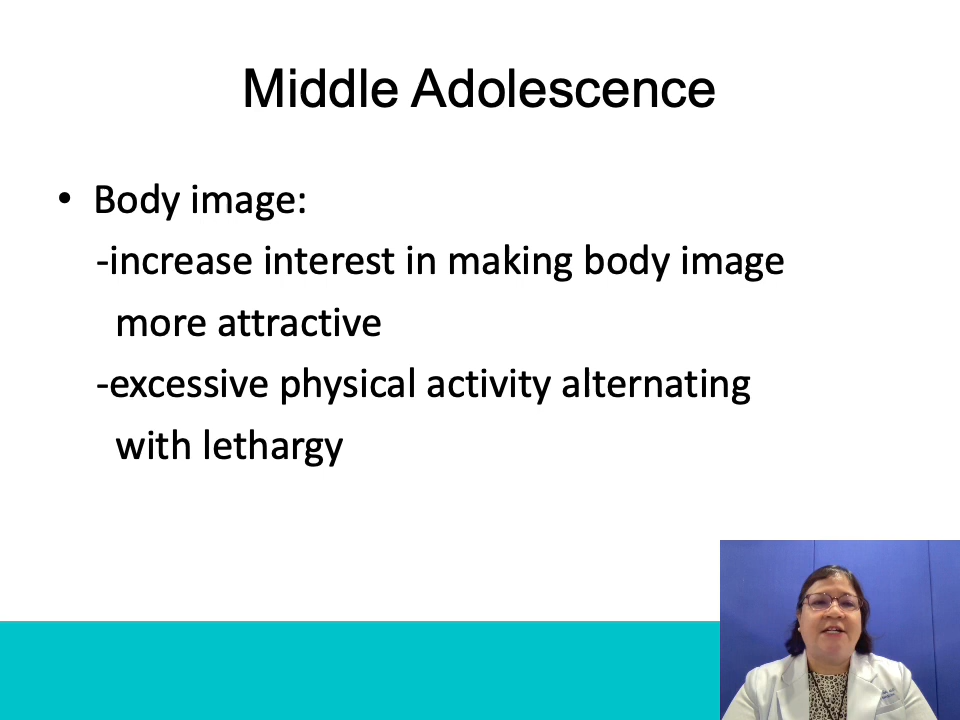 Middle Adolescence
• Body image:
-increase interest in making body image
more attractive
-excessive physical activity alternating
with lethargy